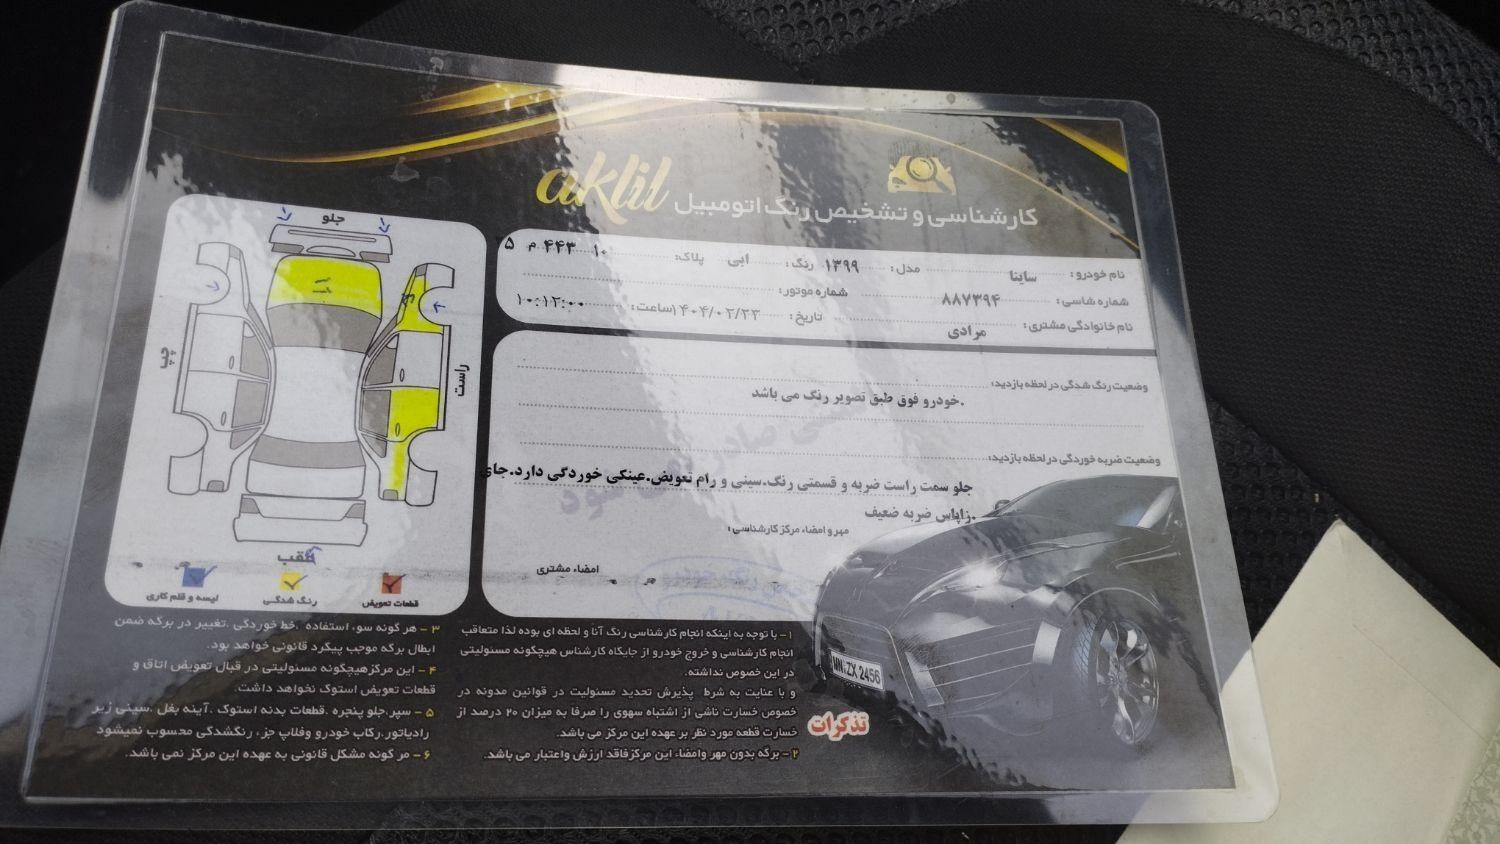 aklil
کارشناسی و تشخیص رنگ اتومبیل
نام خودرو: ساینا مدل: ۱۳۹۹ رنگ: ابی پلاک: ۱۰ ۴۴۳ م ۵
شماره شاسی: ۸۸۷۳۹۴ شماره موتور:
نام خانوادگی مشتری: مرادی تاریخ: ۱۴۰۴/۰۲/۲۳ ساعت: ۱۰:۱۲:۰۰
جلو
چپ
راست
عقب
قطعات تعویض
رنگ شدگی
لیسه و قلم کاری
وضعیت رنگ شدگی در لحظه بازدید:
.خودرو فوق طبق تصویر رنگ می باشد
وضعیت ضربه خوردگی در لحظه بازدید:
جلو سمت راست ضربه و قسمتی رنگ.سینی و رام تعویض.عینکی خوردگی دارد.جای
.زاپاس ضربه ضعیف
مهر و امضاء مرکز کارشناسی:
امضاء مشتری
تذکرات
۱- با توجه به اینکه انجام کارشناسی رنگ آنا و لحظه ای بوده لذا متعاقب
انجام کارشناسی و خروج خودرو از جایگاه کارشناس هیچگونه مسئولیتی
در این خصوص نداشته.
و با عنایت به شرط پذیرش تحدید مسئولیت در قوانین مدونه در
خصوص خسارت ناشی از اشتباه سهوی را صرفا به میزان ۲۰ درصد از
خسارت قطعه مورد نظر بر عهده این مرکز می باشد.
۲- برگه بدون مهر وامضاء این مرکزفاقد ارزش واعتبار می باشد.
۳- هر گونه سوء استفاده ،خط خوردگی ،تغییر در برگه ضمن
ابطال برگه موجب پیگرد قانونی خواهد بود.
۴- این مرکزهیچگونه مسئولیتی در قبال تعویض اتاق و
قطعات تعویض استوک نخواهد داشت.
۵- سپر،جلو پنجره ،قطعات بدنه استوک ،آینه بغل ،سینی زیر
رادیاتور،رکاب خودرو وقلاپ جزء رنگشدگی محسوب نمیشود
۶- هر گونه مشکل قانونی به عهده این مرکز نمی باشد.
WN:ZX 2456